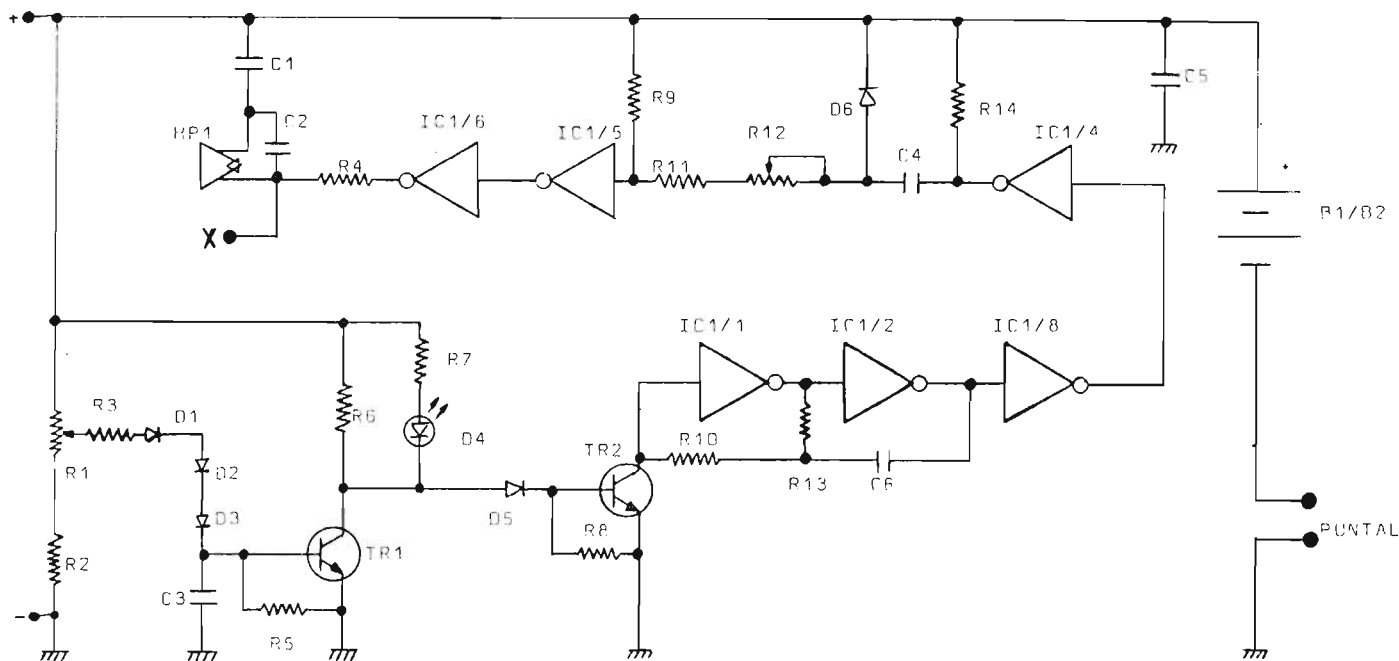 +
C1
C2
HP1
R4
IC1/6
IC1/5
R9
R11
R12
D6
C4
R14
IC1/4
C5
+
B1/B2
X
R3
D1
R1
D2
D3
R2
C3
-
R5
R6
R7
D4
TR1
D5
R8
TR2
R10
IC1/1
IC1/2
IC1/8
R13
C6
PUNTAL